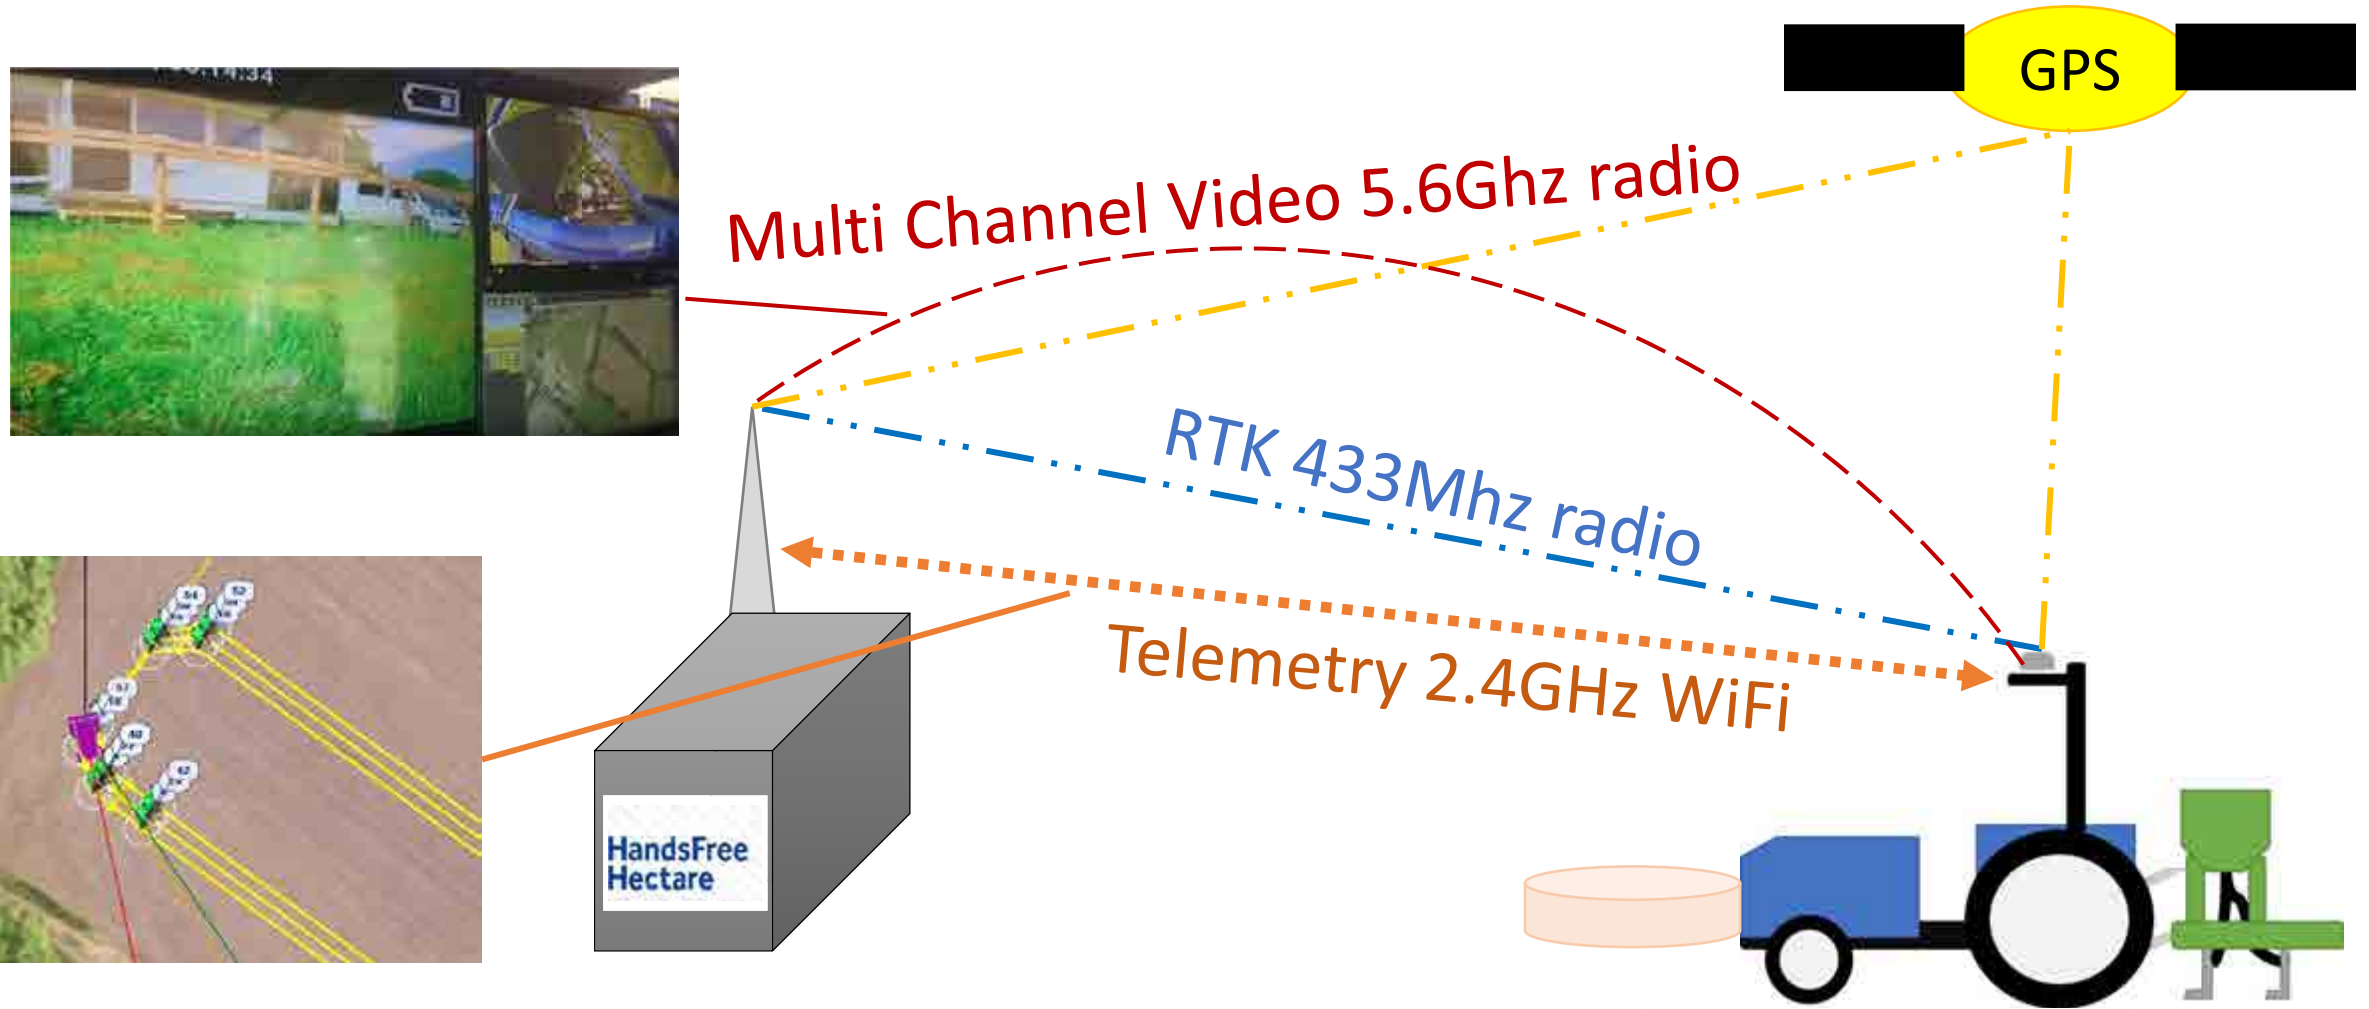 GPS
Multi Channel Video 5.6Ghz radio
RTK 433Mhz radio
Telemetry 2.4GHz WiFi
HandsFree
Hectare